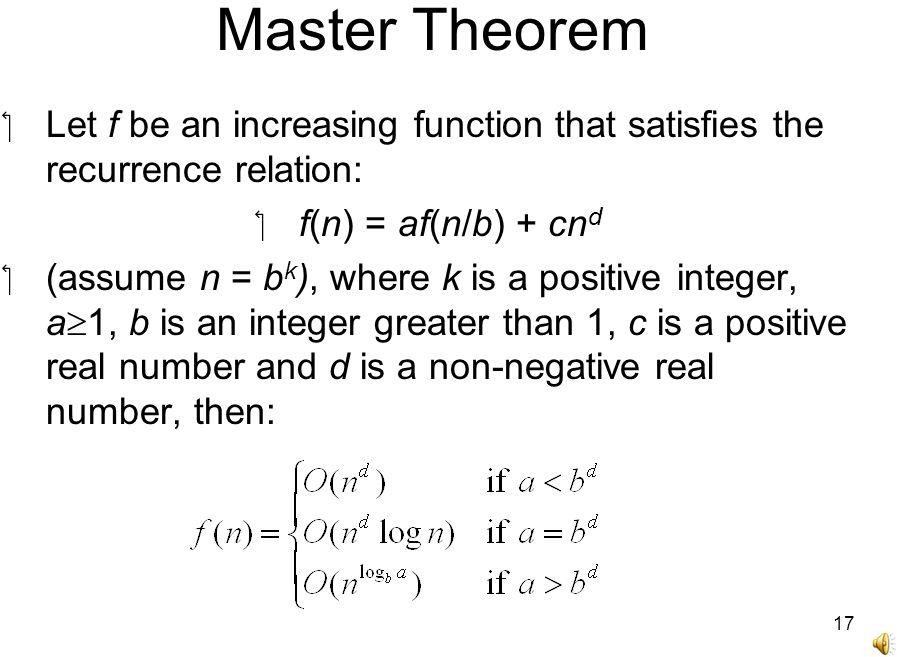 Master Theorem
Let f be an increasing function that satisfies the
recurrence relation:
f(n) = af(n/b) + cnᵈ
(assume n = bᵏ), where k is a positive integer,
a≥1, b is an integer greater than 1, c is a positive
real number and d is a non-negative real
number, then:
O(nᵈ) if a < bᵈ
f(n) = { O(nᵈ log n) if a = bᵈ
O(n^(log_b a)) if a > bᵈ
17